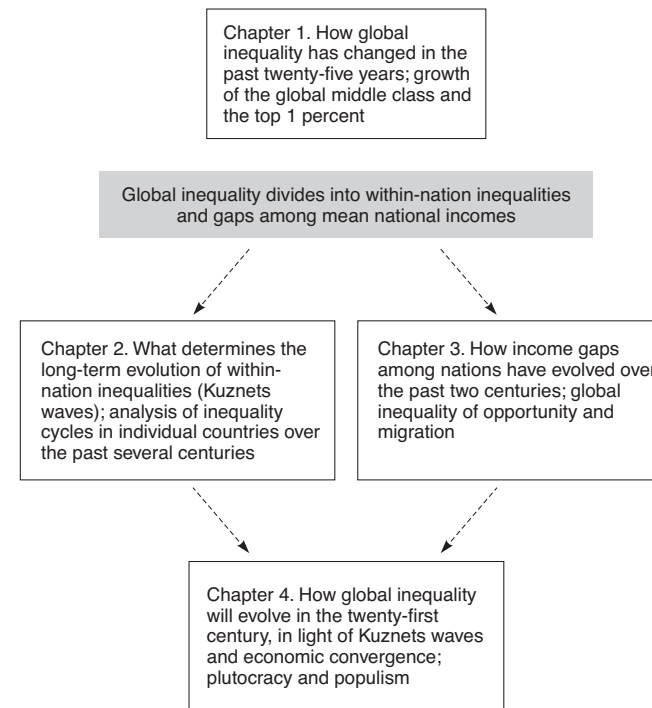 Chapter 1. How global
inequality has changed in the
past twenty-five years; growth
of the global middle class and
the top 1 percent
Global inequality divides into within-nation inequalities
and gaps among mean national incomes
Chapter 2. What determines the
long-term evolution of within-
nation inequalities (Kuznets
waves); analysis of inequality
cycles in individual countries over
the past several centuries
Chapter 3. How income gaps
among nations have evolved over
the past two centuries; global
inequality of opportunity and
migration
Chapter 4. How global inequality
will evolve in the twenty-first
century, in light of Kuznets waves
and economic convergence;
plutocracy and populism